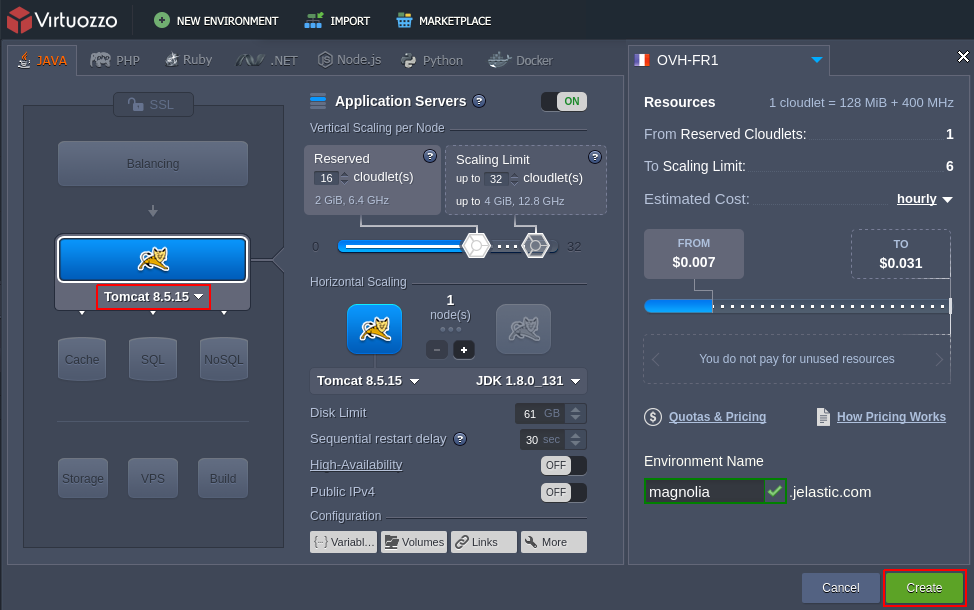 Virtuozzo
NEW ENVIRONMENT
IMPORT
MARKETPLACE
JAVA
PHP
Ruby
.NET
Node.js
Python
Docker
SSL
Balancing
Tomcat 8.5.15
Cache
SQL
NoSQL
Storage
VPS
Build
Application Servers ?
ON
Vertical Scaling per Node
Reserved ?
16 cloudlet(s)
2 GiB, 6.4 GHz
Scaling Limit ?
up to 32 cloudlet(s)
up to 4 GiB, 12.8 GHz
0
32
Horizontal Scaling
1
node(s)
- +
Tomcat 8.5.15
JDK 1.8.0_131
Disk Limit
61 GB
Sequential restart delay ?
30 sec
High-Availability
OFF
Public IPv4
OFF
Configuration
Variabl...
Volumes
Links
More
OVH-FR1
Resources
1 cloudlet = 128 MiB + 400 MHz
From Reserved Cloudlets: 1
To Scaling Limit: 6
Estimated Cost: hourly
FROM
$0.007
TO
$0.031
You do not pay for unused resources
$ Quotas & Pricing
How Pricing Works
Environment Name
magnolia .jelastic.com
Cancel
Create